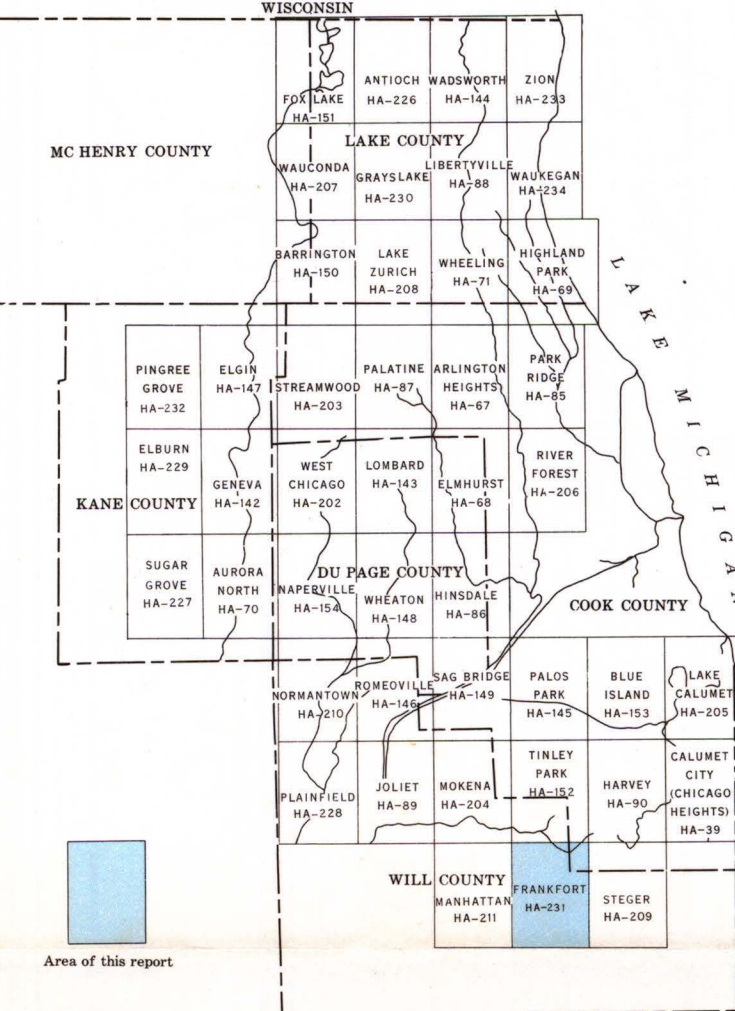 WISCONSIN
FOX LAKE
HA-151
ANTIOCH
HA-226
WADSWORTH
HA-144
ZION
HA-233
MC HENRY COUNTY
LAKE COUNTY
WAUCONDA
HA-207
GRAYSLAKE
HA-230
LIBERTYVILLE
HA-88
WAUKEGAN
HA-234
BARRINGTON
HA-150
LAKE
ZURICH
HA-208
WHEELING
HA-71
HIGHLAND
PARK
HA-69
LAKE MICHIGAN
PINGREE
GROVE
HA-232
ELGIN
HA-147
STREAMWOOD
HA-203
PALATINE
HA-87
ARLINGTON
HEIGHTS
HA-67
PARK
RIDGE
HA-85
ELBURN
HA-229
GENEVA
HA-142
WEST
CHICAGO
HA-202
LOMBARD
HA-143
ELMHURST
HA-68
RIVER
FOREST
HA-206
KANE COUNTY
SUGAR
GROVE
HA-227
AURORA
NORTH
HA-70
DU PAGE COUNTY
NAPERVILLE
HA-154
WHEATON
HA-148
HINSDALE
HA-86
COOK COUNTY
NORMANTOWN
HA-210
ROMEOVILLE
HA-146
SAG BRIDGE
HA-149
PALOS
PARK
HA-145
BLUE
ISLAND
HA-153
LAKE
CALUMET
HA-205
PLAINFIELD
HA-228
JOLIET
HA-89
MOKENA
HA-204
TINLEY
PARK
HA-152
HARVEY
HA-90
CALUMET
CITY
(CHICAGO
HEIGHTS)
HA-39
WILL COUNTY
MANHATTAN
HA-211
FRANKFORT
HA-231
STEGER
HA-209
Area of this report